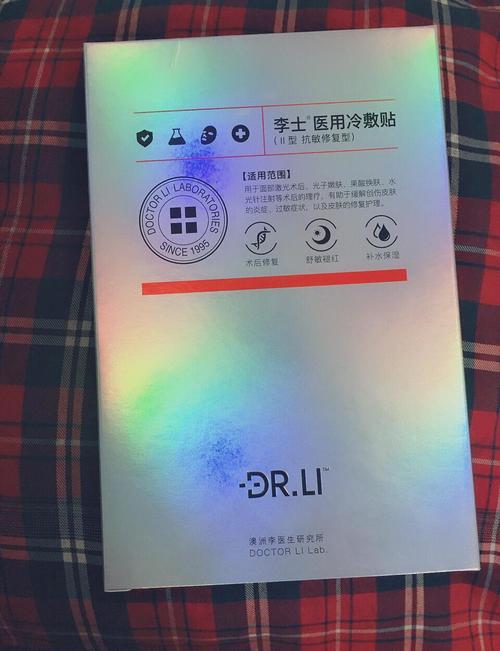 李士®医用冷敷贴
(II型 抗敏修复型)
【适用范围】
用于面部激光术后、光子嫩肤、果酸换肤、水
光针注射等术后的理疗，有助于缓解创伤皮肤
的炎症、过敏症状，以及皮肤的修复护理。
DOCTOR LI LABORATORIES
SINCE 1995
术后修复 舒敏褪红 补水保湿
DR.LI™
澳洲李医生研究所
DOCTOR LI Lab.